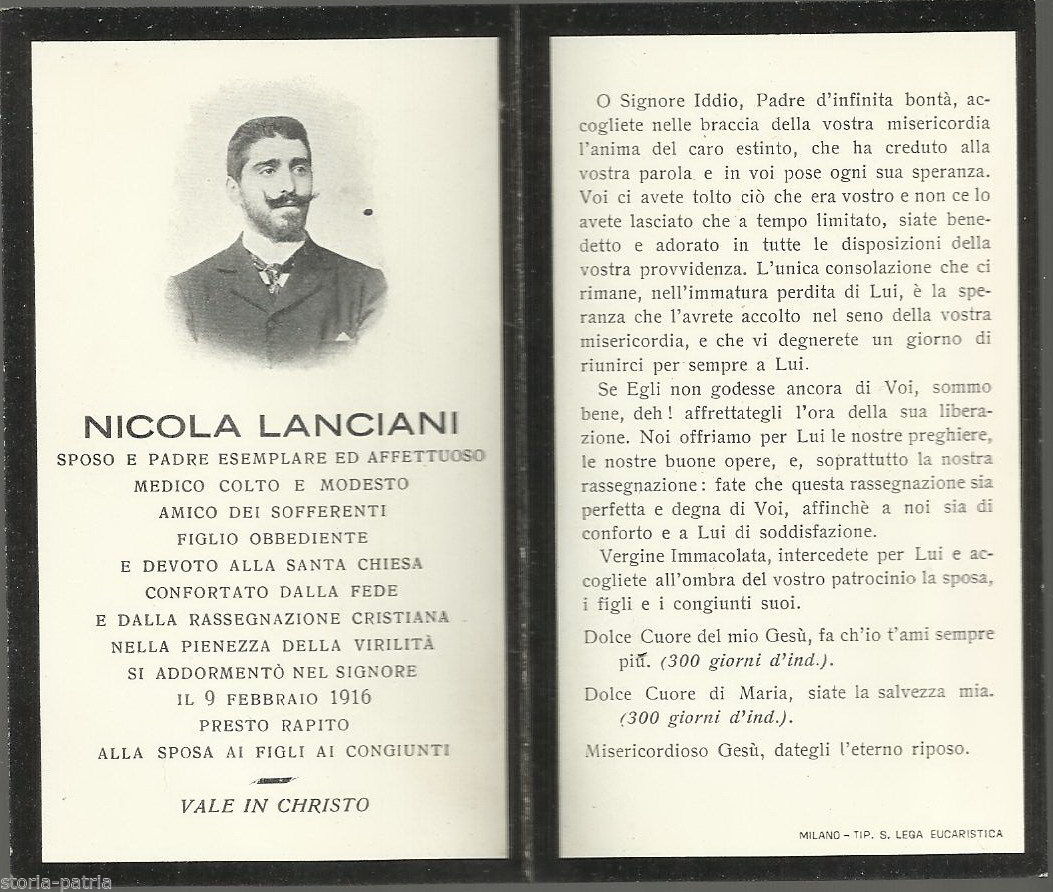 NICOLA LANCIANI
SPOSO E PADRE ESEMPLARE ED AFFETTUOSO
MEDICO COLTO E MODESTO
AMICO DEI SOFFERENTI
FIGLIO OBBEDIENTE
E DEVOTO ALLA SANTA CHIESA
CONFORTATO DALLA FEDE
E DALLA RASSEGNAZIONE CRISTIANA
NELLA PIENEZZA DELLA VIRILITÀ
SI ADDORMENTÒ NEL SIGNORE
IL 9 FEBBRAIO 1916
PRESTO RAPITO
ALLA SPOSA AI FIGLI AI CONGIUNTI
VALE IN CHRISTO
O Signore Iddio, Padre d'infinita bontà, ac-
cogliete nelle braccia della vostra misericordia
l'anima del caro estinto, che ha creduto alla
vostra parola e in voi pose ogni sua speranza.
Voi ci avete tolto ciò che era vostro e non ce lo
avete lasciato che a tempo limitato, siate bene-
detto e adorato in tutte le disposizioni della
vostra provvidenza. L'unica consolazione che ci
rimane, nell'immatura perdita di Lui, è la spe-
ranza che l'avrete accolto nel seno della vostra
misericordia, e che vi degnerete un giorno di
riunirci per sempre a Lui.
Se Egli non godesse ancora di Voi, sommo
bene, deh! affrettategli l'ora della sua libera-
zione. Noi offriamo per Lui le nostre preghiere,
le nostre buone opere, e, soprattutto la nostra
rassegnazione: fate che questa rassegnazione sia
perfetta e degna di Voi, affinchè a noi sia di
conforto e a Lui di soddisfazione.
Vergine Immacolata, intercedete per Lui e ac-
cogliete all'ombra del vostro patrocinio la sposa,
i figli e i congiunti suoi.
Dolce Cuore del mio Gesù, fa ch'io t'ami sempre
più. (300 giorni d'ind.).
Dolce Cuore di Maria, siate la salvezza mia.
(300 giorni d'ind.).
Misericordioso Gesù, dategli l'eterno riposo.
MILANO - TIP. S. LEGA EUCARISTICA
storia-patria